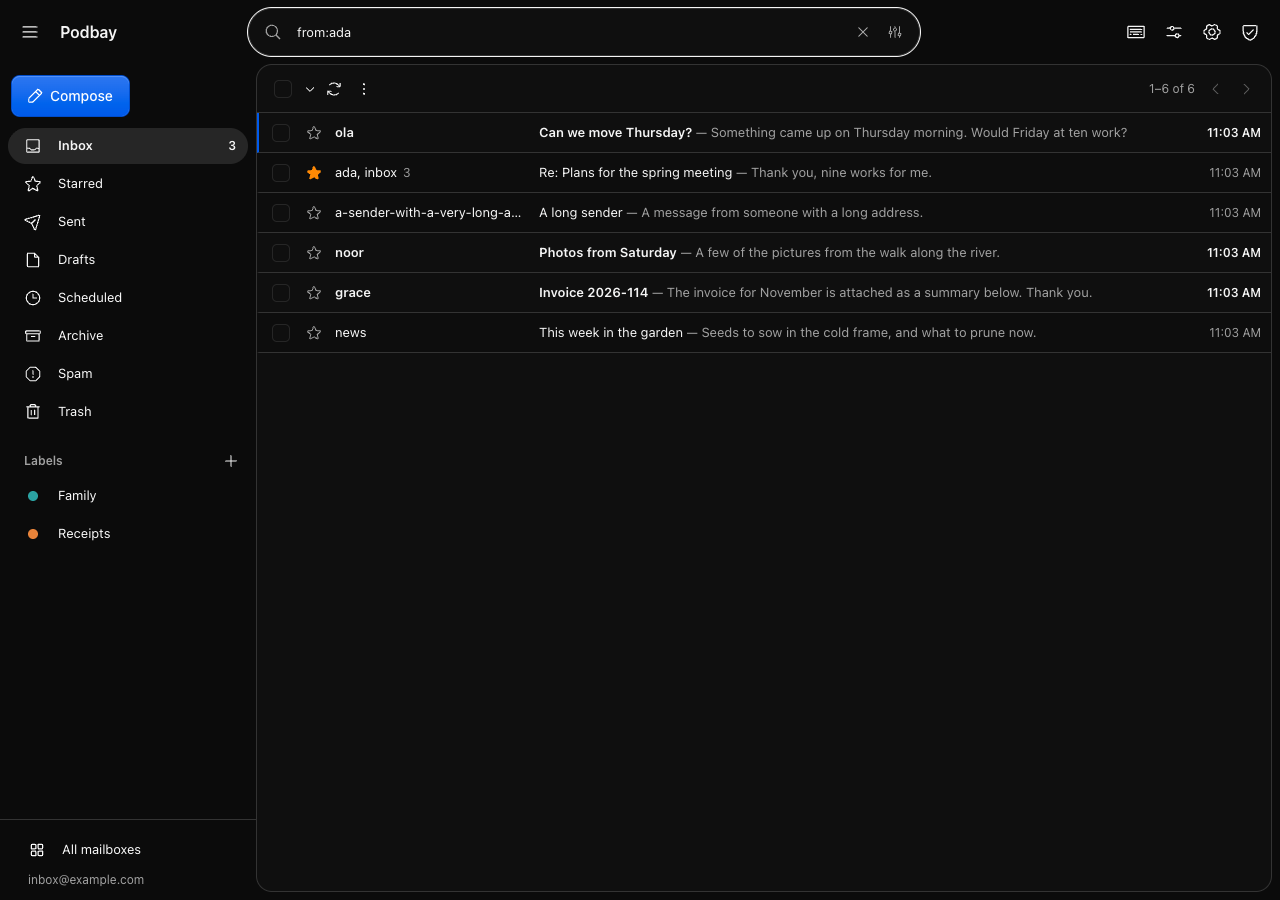 Podbay
from:ada
Compose
1–6 of 6
Inbox 3
Starred
Sent
Drafts
Scheduled
Archive
Spam
Trash
Labels
Family
Receipts
ola Can we move Thursday? — Something came up on Thursday morning. Would Friday at ten work? 11:03 AM
ada, inbox 3 Re: Plans for the spring meeting — Thank you, nine works for me. 11:03 AM
a-sender-with-a-very-long-a... A long sender — A message from someone with a long address. 11:03 AM
noor Photos from Saturday — A few of the pictures from the walk along the river. 11:03 AM
grace Invoice 2026-114 — The invoice for November is attached as a summary below. Thank you. 11:03 AM
news This week in the garden — Seeds to sow in the cold frame, and what to prune now. 11:03 AM
All mailboxes
inbox@example.com